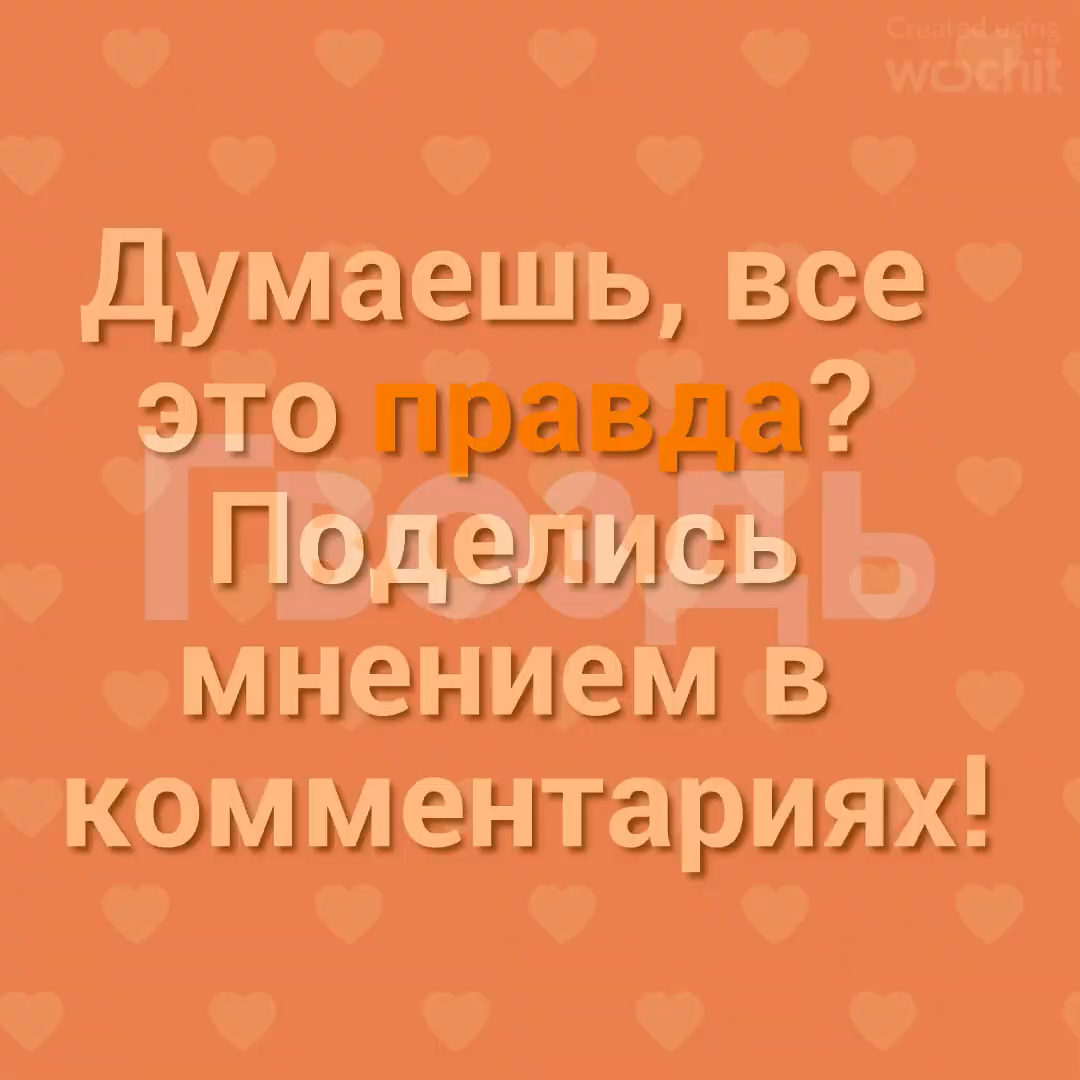 Created using
wochit
Думаешь, все
это правда?
Гвоздь
Поделись
мнением в
комментариях!